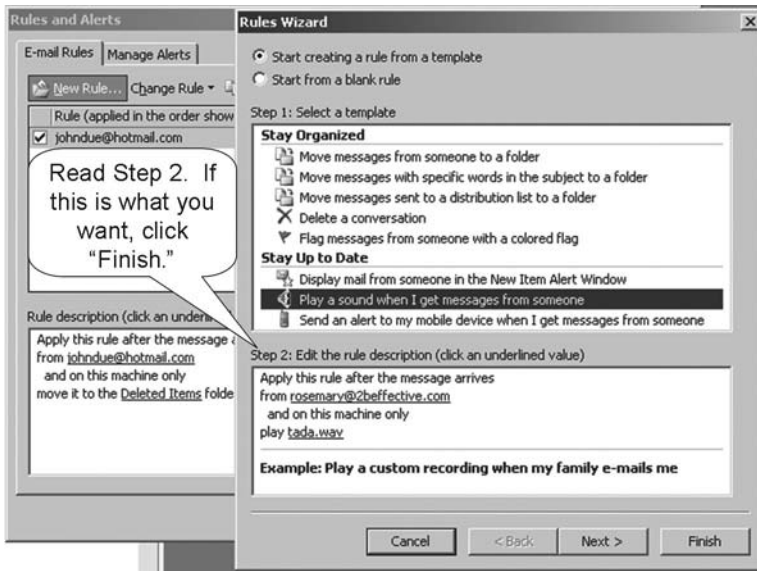 Rules and Alerts
E-mail Rules
Manage Alerts
New Rule...
Change Rule
Rule (applied in the order show
johndue@hotmail.com
Read Step 2. If
this is what you
want, click
“Finish.”
Rule description (click an underlin
Apply this rule after the message a
from johndue@hotmail.com
and on this machine only
move it to the Deleted Items folde
Rules Wizard
Start creating a rule from a template
Start from a blank rule
Step 1: Select a template
Stay Organized
Move messages from someone to a folder
Move messages with specific words in the subject to a folder
Move messages sent to a distribution list to a folder
Delete a conversation
Flag messages from someone with a colored flag
Stay Up to Date
Display mail from someone in the New Item Alert Window
Play a sound when I get messages from someone
Send an alert to my mobile device when I get messages from someone
Step 2: Edit the rule description (click an underlined value)
Apply this rule after the message arrives
from rosemary@2beffective.com
and on this machine only
play tada.wav
Example: Play a custom recording when my family e-mails me
Cancel
< Back
Next >
Finish